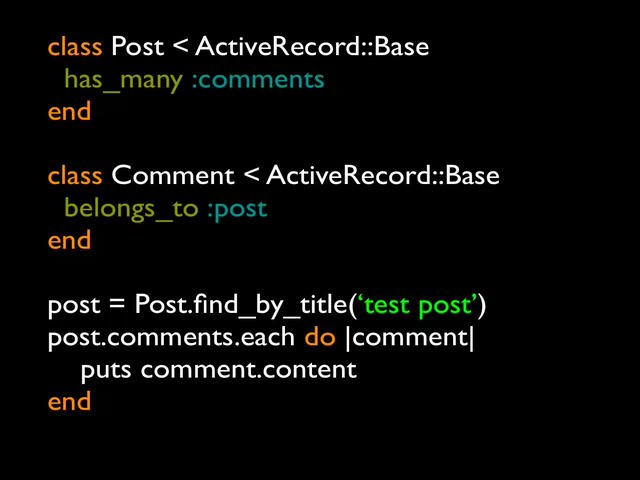 class Post < ActiveRecord::Base
has_many :comments
end
class Comment < ActiveRecord::Base
belongs_to :post
end
post = Post.find_by_title(‘test post’)
post.comments.each do |comment|
puts comment.content
end